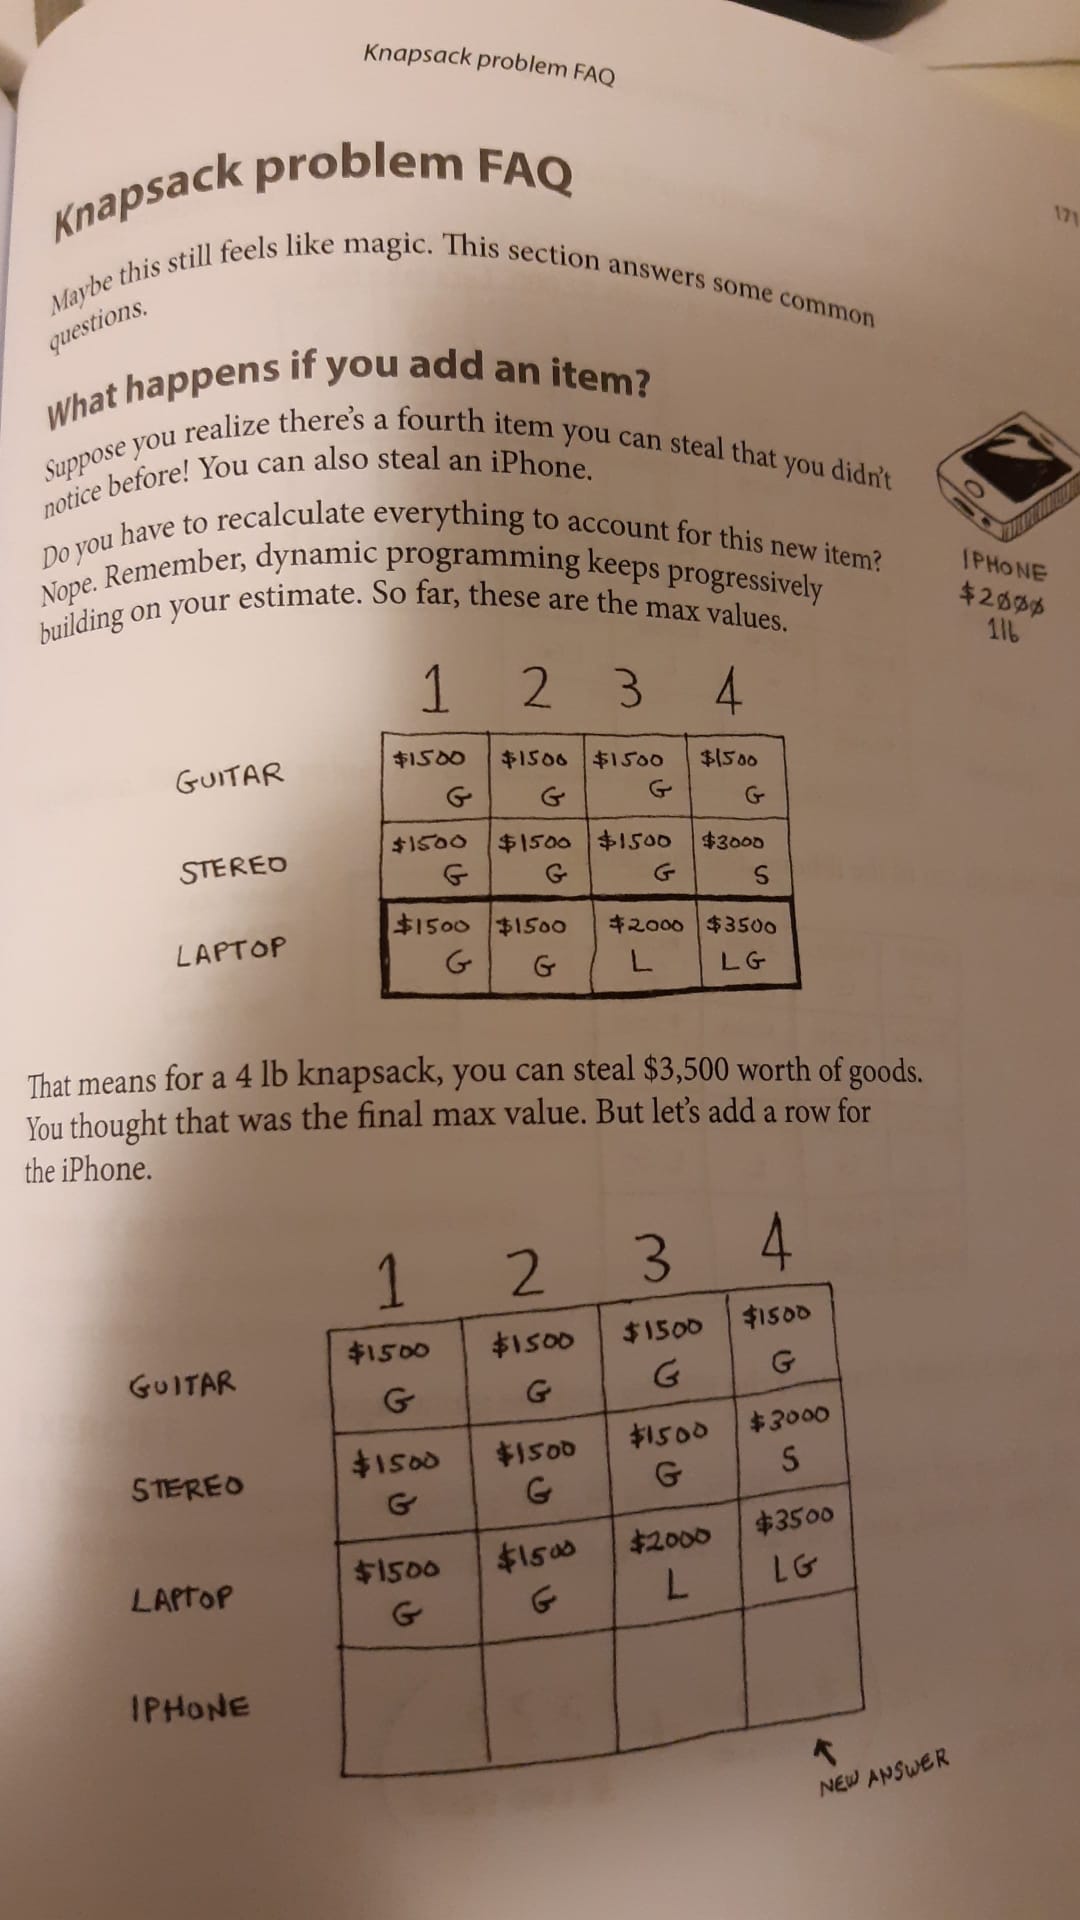 Knapsack problem FAQ
171
Knapsack problem FAQ
Maybe this still feels like magic. This section answers some common
questions.
What happens if you add an item?
Suppose you realize there's a fourth item you can steal that you didn't
notice before! You can also steal an iPhone.
Do you have to recalculate everything to account for this new item?
Nope. Remember, dynamic programming keeps progressively
building on your estimate. So far, these are the max values.
IPHONE
$2000
1lb
1 2 3 4
GUITAR $1500 G $1500 G $1500 G $1500 G
STEREO $1500 G $1500 G $1500 G $3000 S
LAPTOP $1500 G $1500 G $2000 L $3500 LG
That means for a 4 lb knapsack, you can steal $3,500 worth of goods.
You thought that was the final max value. But let's add a row for
the iPhone.
1 2 3 4
GUITAR $1500 G $1500 G $1500 G $1500 G
STEREO $1500 G $1500 G $1500 G $3000 S
LAPTOP $1500 G $1500 G $2000 L $3500 LG
IPHONE
NEW ANSWER